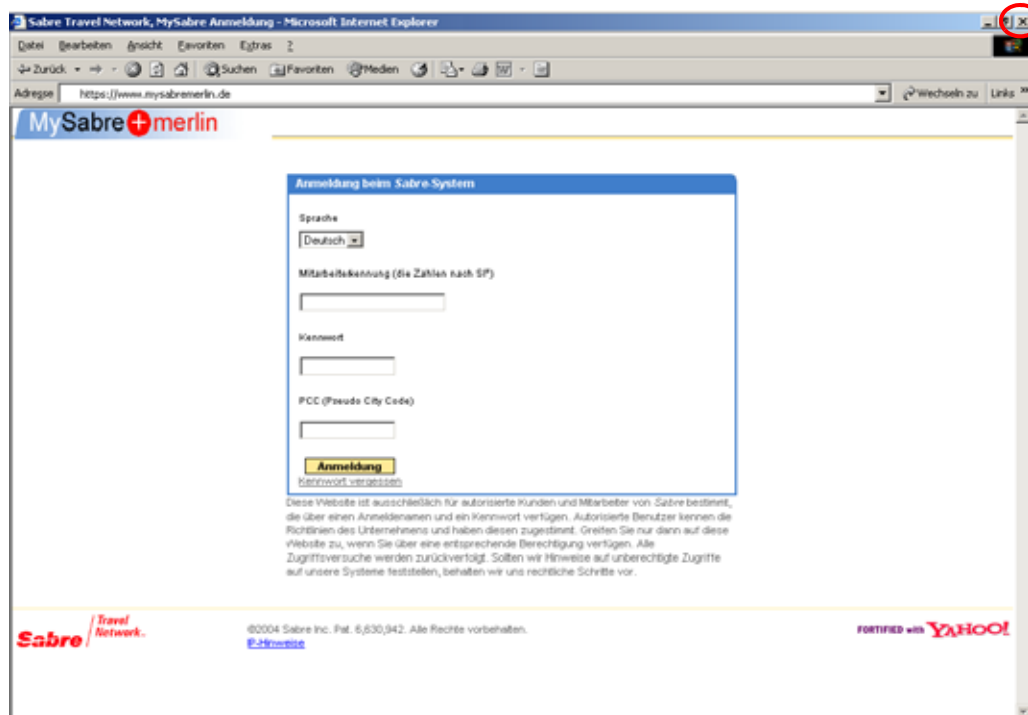 Sabre Travel Network, MySabre Anmeldung - Microsoft Internet Explorer
Datei Bearbeiten Ansicht Favoriten Extras ?
Zurück Suchen Favoriten Medien
Adresse https://www.mysabremerlin.de Wechseln zu Links »
MySabre merlin
Anmeldung beim Sabre-System
Sprache
Deutsch
Mitarbeiterkennung (die Zahlen nach SI*)
Kennwort
PCC (Pseudo City Code)
Anmeldung
Kennwort vergessen
Diese Website ist ausschließlich für autorisierte Kunden und Mitarbeiter von Sabre bestimmt,
die über einen Anmeldenamen und ein Kennwort verfügen. Autorisierte Benutzer kennen die
Richtlinien des Unternehmens und haben diesen zugestimmt. Greifen Sie nur dann auf diese
Website zu, wenn Sie über eine entsprechende Berechtigung verfügen. Alle
Zugriffsversuche werden zurückverfolgt. Sollten wir Hinweise auf unberechtigte Zugriffe
auf unsere Systeme feststellen, behalten wir uns rechtliche Schritte vor.
Sabre Travel Network.
©2004 Sabre Inc. Pat. 6,630,942. Alle Rechte vorbehalten.
IP-Hinweise
FORTIFIED with YAHOO!